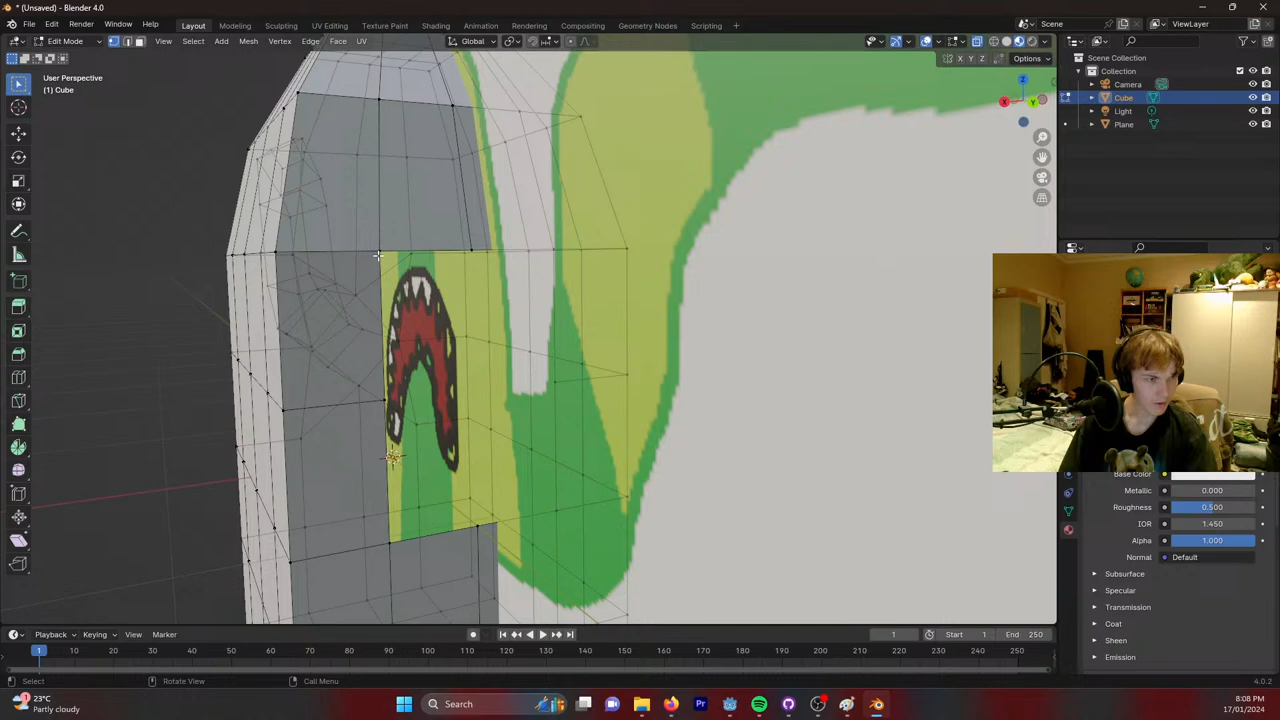 * (Unsaved) - Blender 4.0
File Edit Render Window Help Layout Modeling Sculpting UV Editing Texture Paint Shading Animation Rendering Compositing Geometry Nodes Scripting + Scene ViewLayer
Edit Mode View Select Add Mesh Vertex Edge Face UV Global
X Y Z Options
User Perspective
(1) Cube
Z
X Y
Scene Collection
Collection
Camera
Cube
Light
Plane
Base Color
Metallic 0.000
Roughness 0.500
IOR 1.450
Alpha 1.000
Normal Default
Subsurface
Specular
Transmission
Coat
Sheen
Emission
Playback Keying View Marker 1 Start 1 End 250
1 10 20 30 40 50 60 70 80 90 100 110 120 130 140 150 160 170 180 190 200 210 220 230 240 250
Select Rotate View Call Menu 4.0.2
23°C
Partly cloudy
Search
8:08 PM
17/01/2024